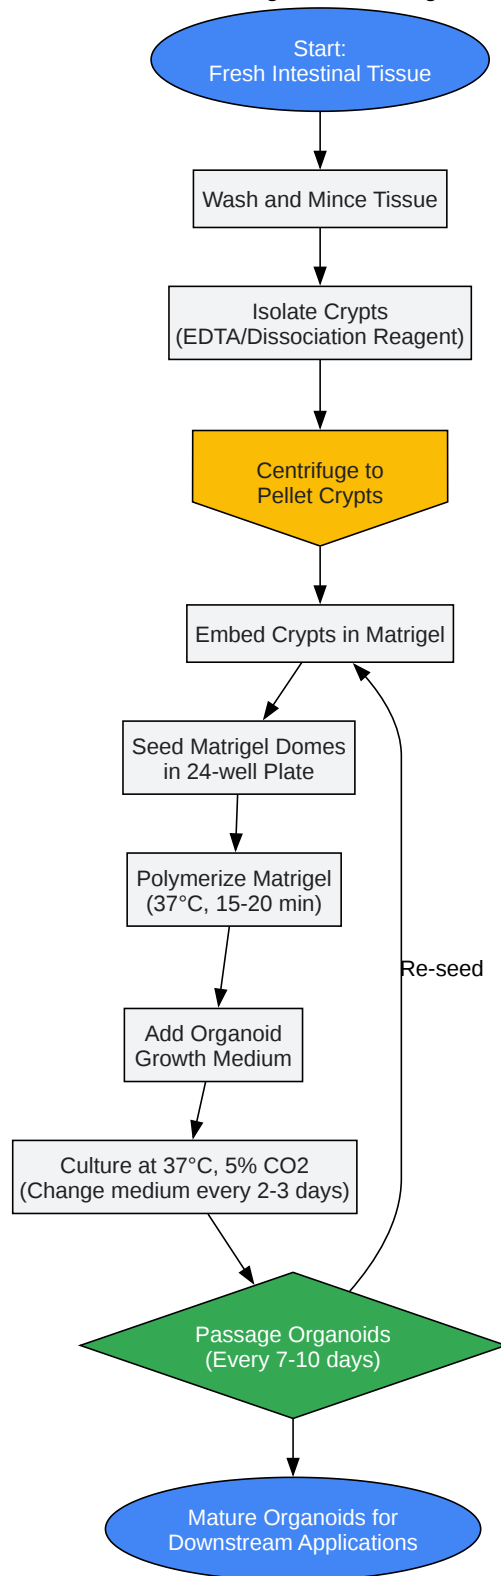 Start:
Fresh Intestinal Tissue
Wash and Mince Tissue
Isolate Crypts
(EDTA/Dissociation Reagent)
Centrifuge to
Pellet Crypts
Embed Crypts in Matrigel
Seed Matrigel Domes
in 24-well Plate
Polymerize Matrigel
(37°C, 15-20 min)
Re-seed
Add Organoid
Growth Medium
Culture at 37°C, 5% CO2
(Change medium every 2-3 days)
Passage Organoids
(Every 7-10 days)
Mature Organoids for
Downstream Applications